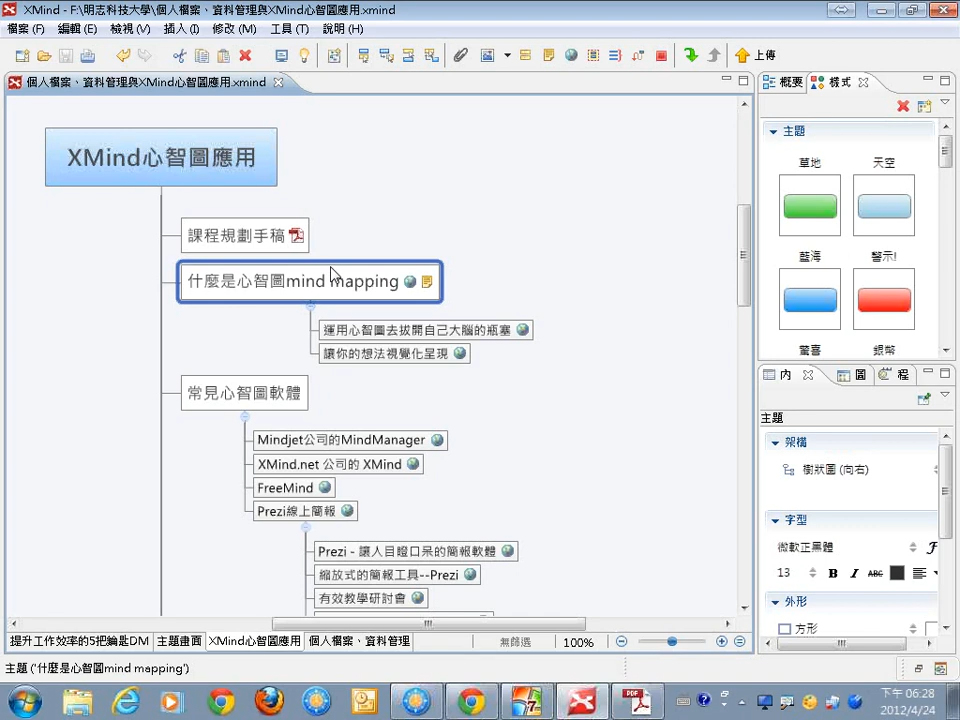 XMind - F:\明志科技大學\個人檔案、資料管理與XMind心智圖應用.xmind
檔案 (F) 編輯 (E) 檢視 (V) 插入 (I) 修改 (M) 工具 (T) 說明 (H)
上傳
個人檔案、資料管理與XMind心智圖應用.xmind
概要 樣式
XMind心智圖應用
課程規劃手稿
什麼是心智圖mind mapping
運用心智圖去拔開自己大腦的瓶塞
讓你的想法視覺化呈現
常見心智圖軟體
Mindjet公司的MindManager
XMind.net 公司的 XMind
FreeMind
Prezi線上簡報
Prezi - 讓人目瞪口呆的簡報軟體
縮放式的簡報工具--Prezi
有效教學研討會
主題
草地 天空
藍海 警示!
驚喜 銀幣
內 圖 程
主題
架構
樹狀圖 (向右)
字型
微軟正黑體
13 B I ABC
外形
方形
提升工作效率的5把鑰匙DM 主題畫面 XMind心智圖應用 個人檔案、資料管理 無篩選 100%
主題 ('什麼是心智圖mind mapping')
下午 06:28
2012/4/24